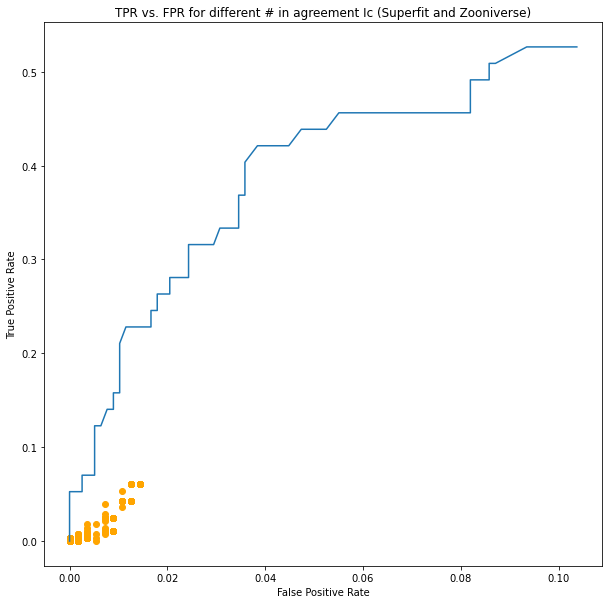 TPR vs. FPR for different # in agreement Ic (Superfit and Zooniverse)
True Positive Rate
0.5
0.4
0.3
0.2
0.1
0.0
0.00 0.02 0.04 0.06 0.08 0.10
False Positive Rate